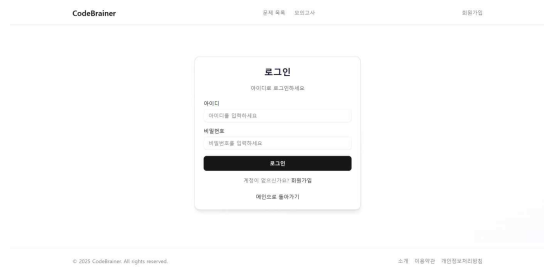 CodeBrainer
문제 목록 모의고사
회원가입
로그인
아이디로 로그인하세요
아이디
아이디를 입력하세요
비밀번호
비밀번호를 입력하세요
로그인
계정이 없으신가요? 회원가입
메인으로 돌아가기
© 2025 CodeBrainer. All rights reserved.
소개 이용약관 개인정보처리방침